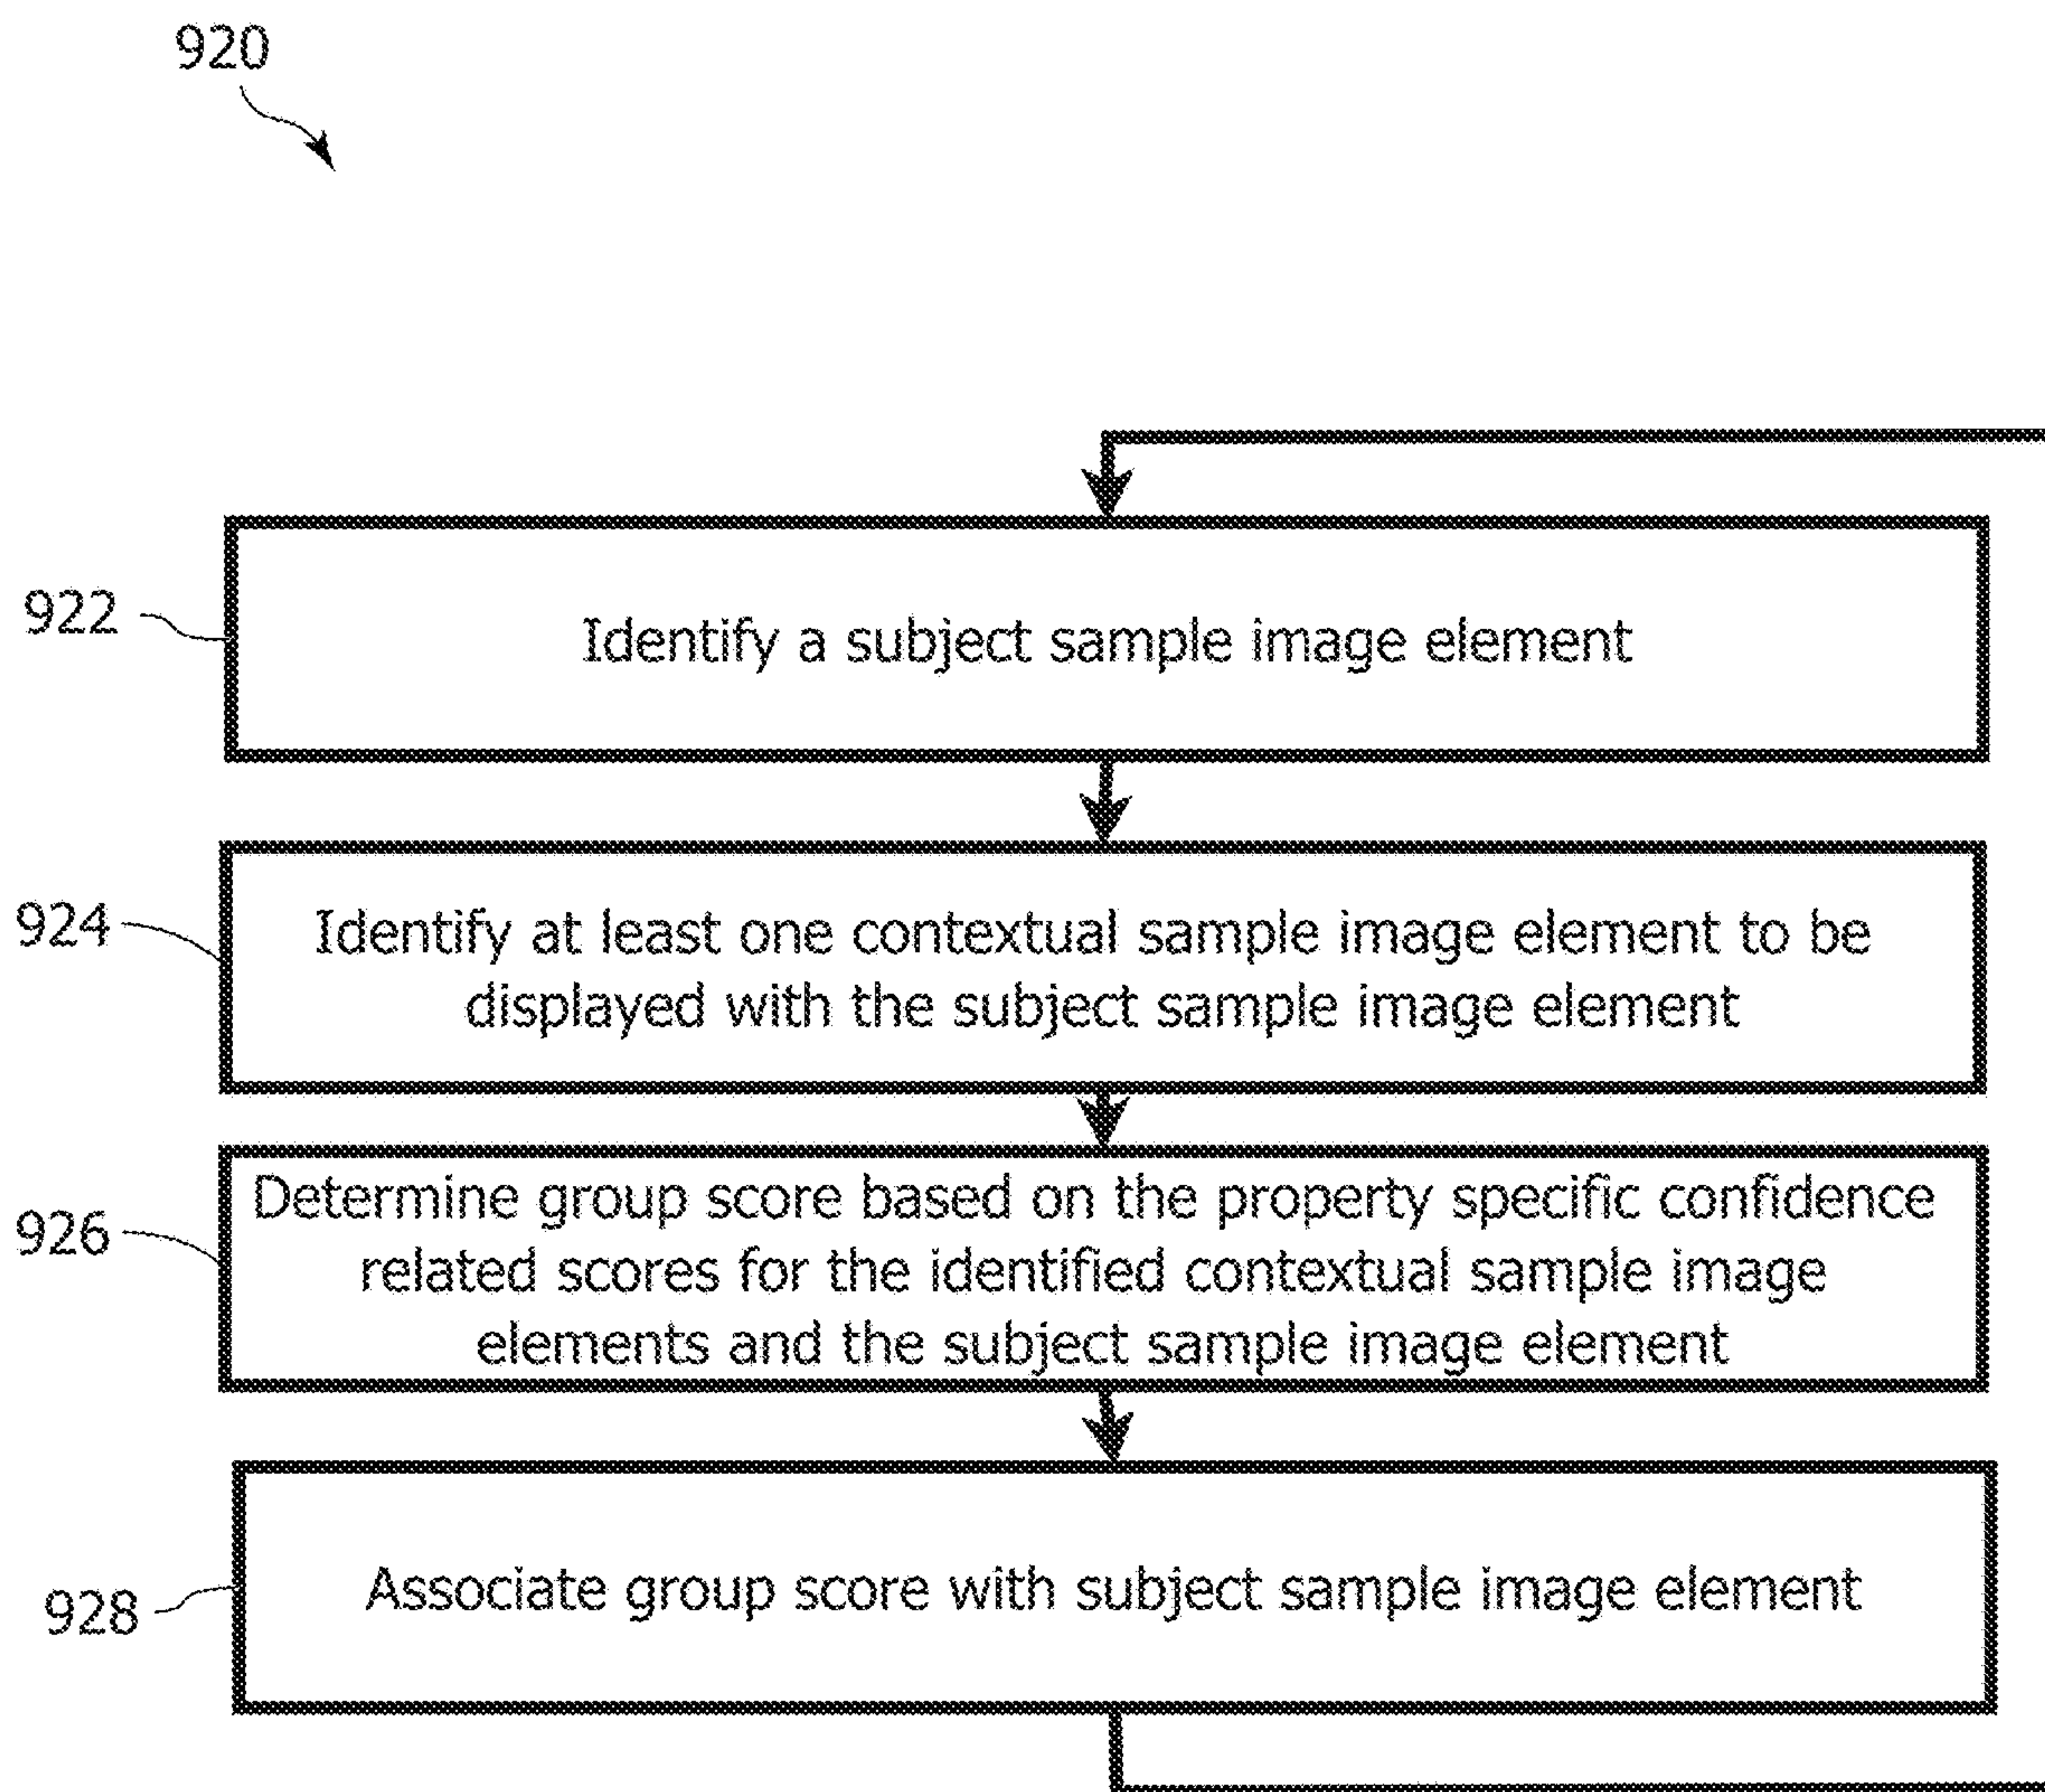 920
922
Identify a subject sample image element
924
Identify at least one contextual sample image element to be
displayed with the subject sample image element
926
Determine group score based on the property specific confidence
related scores for the identified contextual sample image
elements and the subject sample image element
928
Associate group score with subject sample image element